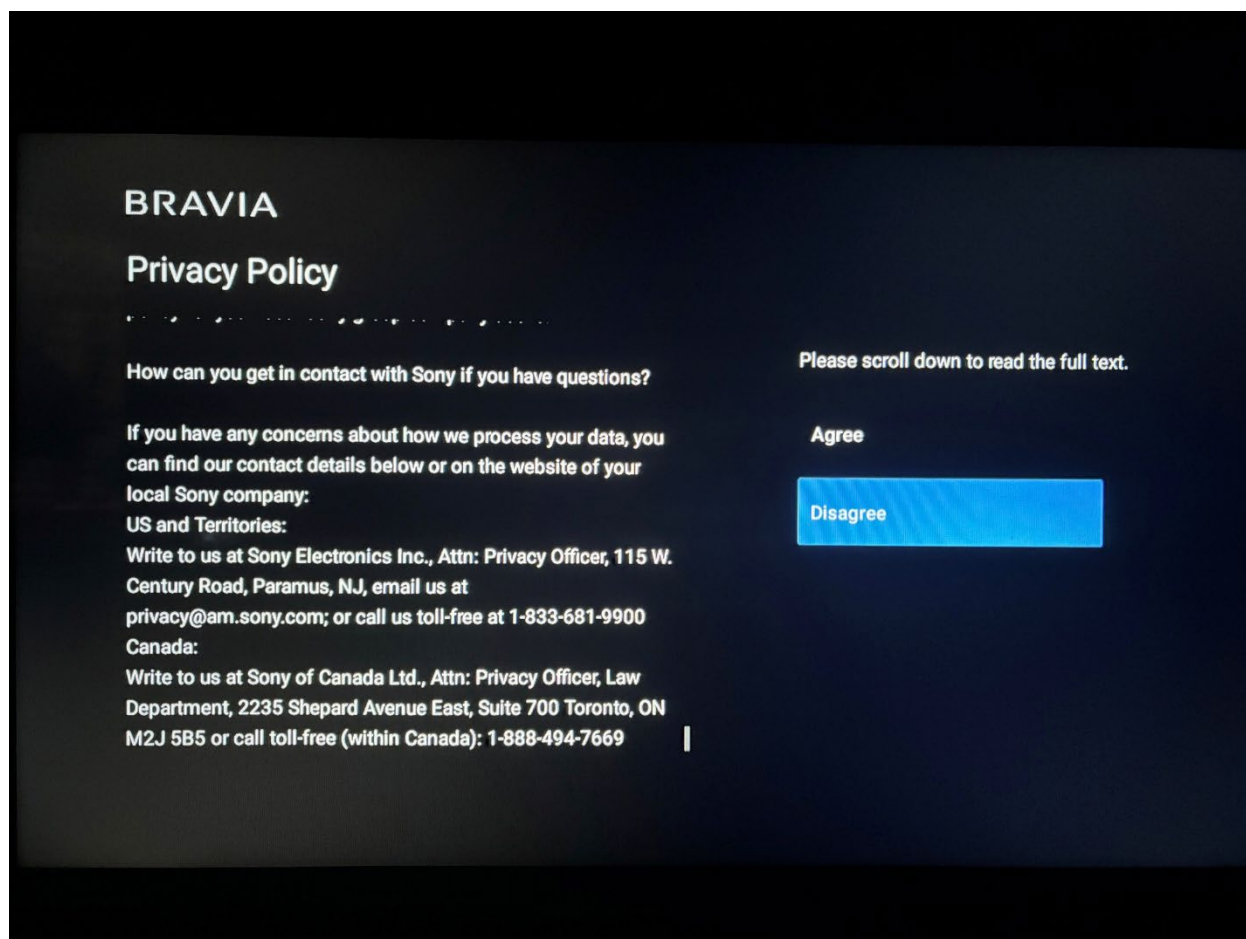 BRAVIA
Privacy Policy
How can you get in contact with Sony if you have questions?
If you have any concerns about how we process your data, you
can find our contact details below or on the website of your
local Sony company:
US and Territories:
Write to us at Sony Electronics Inc., Attn: Privacy Officer, 115 W.
Century Road, Paramus, NJ, email us at
privacy@am.sony.com; or call us toll-free at 1-833-681-9900
Canada:
Write to us at Sony of Canada Ltd., Attn: Privacy Officer, Law
Department, 2235 Shepard Avenue East, Suite 700 Toronto, ON
M2J 5B5 or call toll-free (within Canada): 1-888-494-7669
Please scroll down to read the full text.
Agree
Disagree